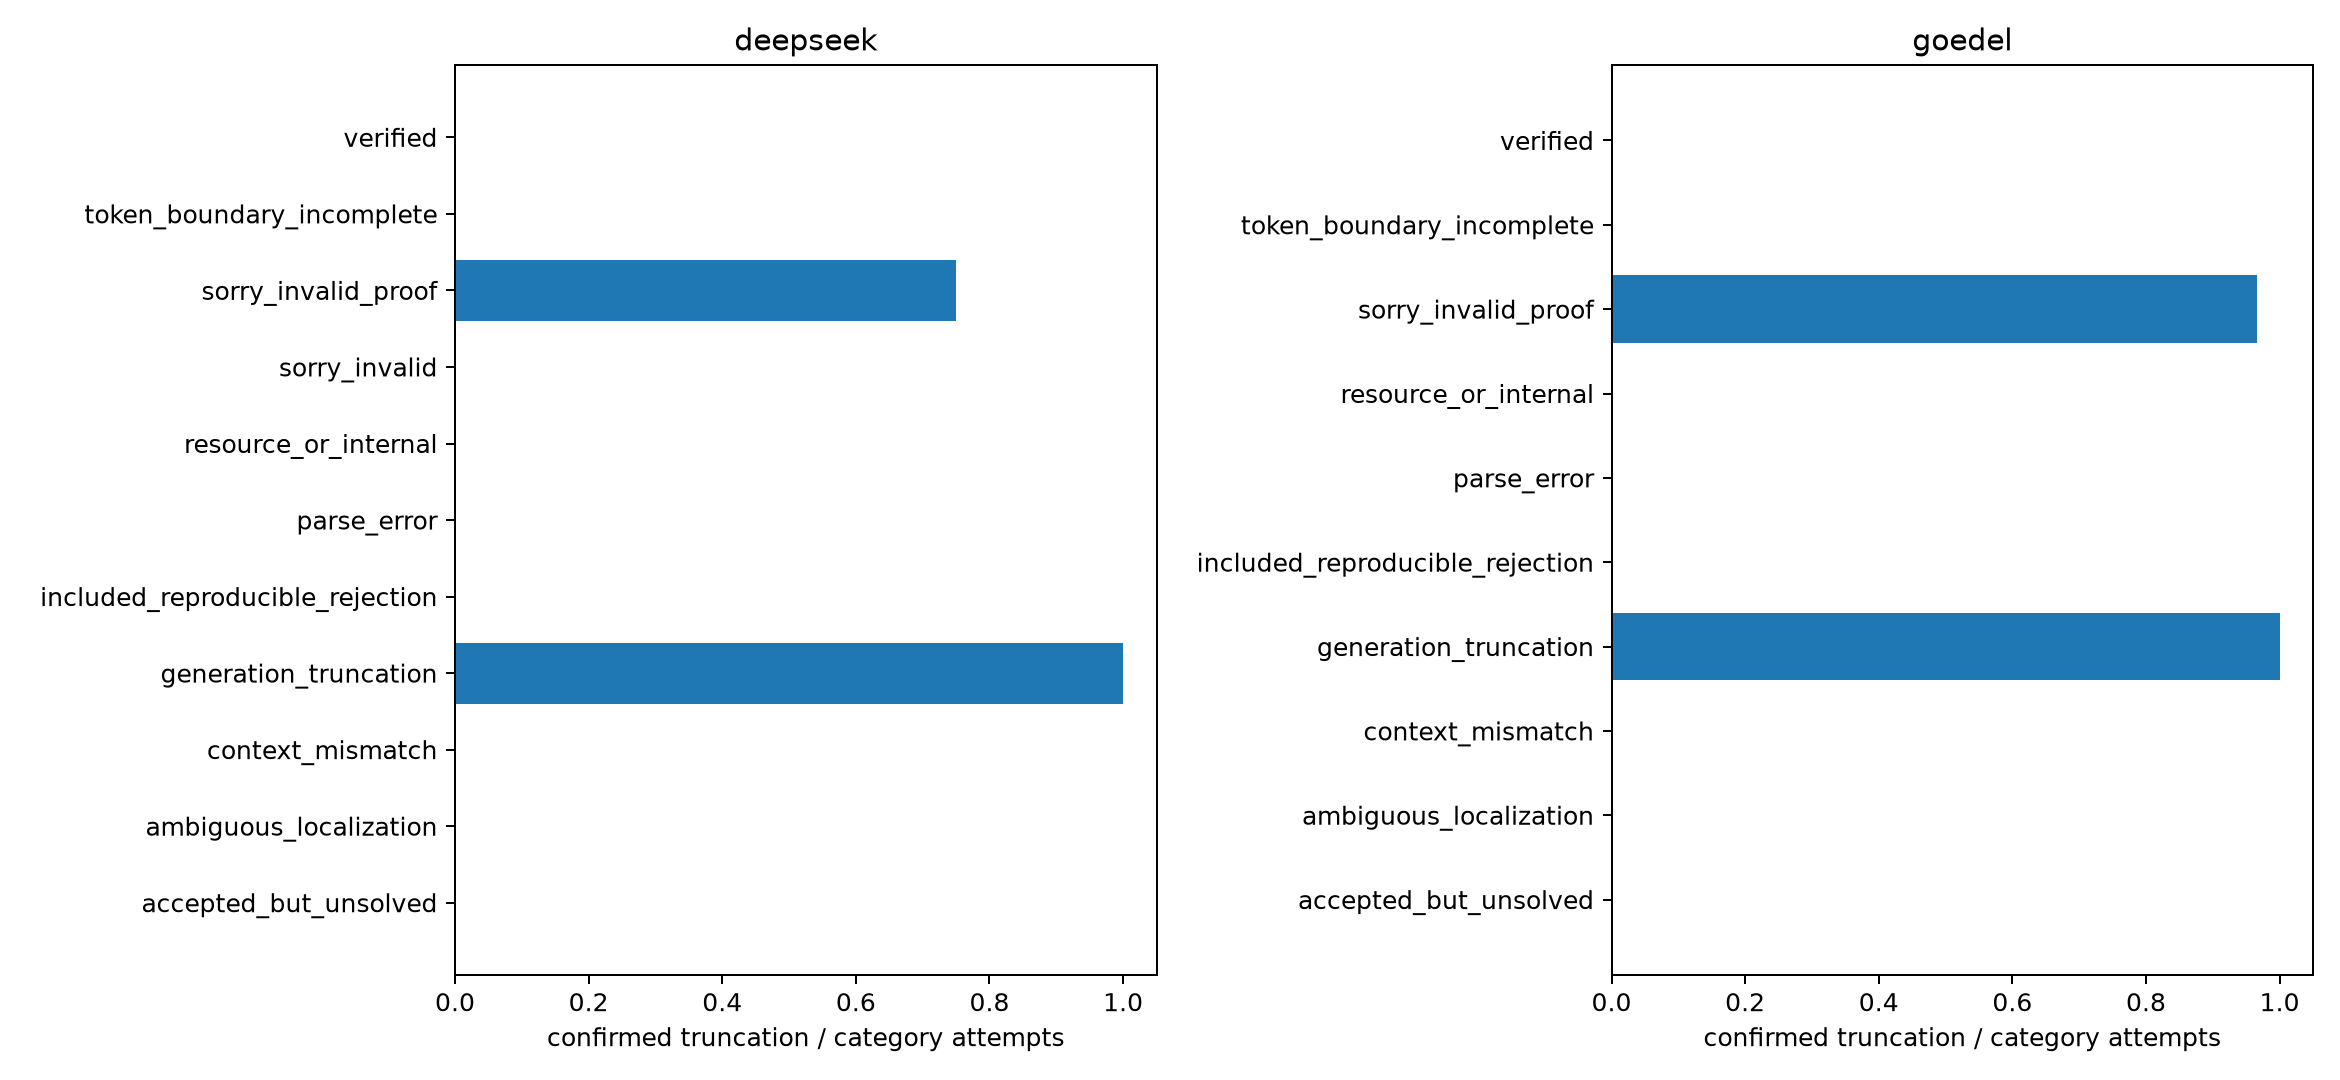 deepseek
verified
token_boundary_incomplete
sorry_invalid_proof
sorry_invalid
resource_or_internal
parse_error
included_reproducible_rejection
generation_truncation
context_mismatch
ambiguous_localization
accepted_but_unsolved
0.0 0.2 0.4 0.6 0.8 1.0
confirmed truncation / category attempts
goedel
verified
token_boundary_incomplete
sorry_invalid_proof
resource_or_internal
parse_error
included_reproducible_rejection
generation_truncation
context_mismatch
ambiguous_localization
accepted_but_unsolved
0.0 0.2 0.4 0.6 0.8 1.0
confirmed truncation / category attempts